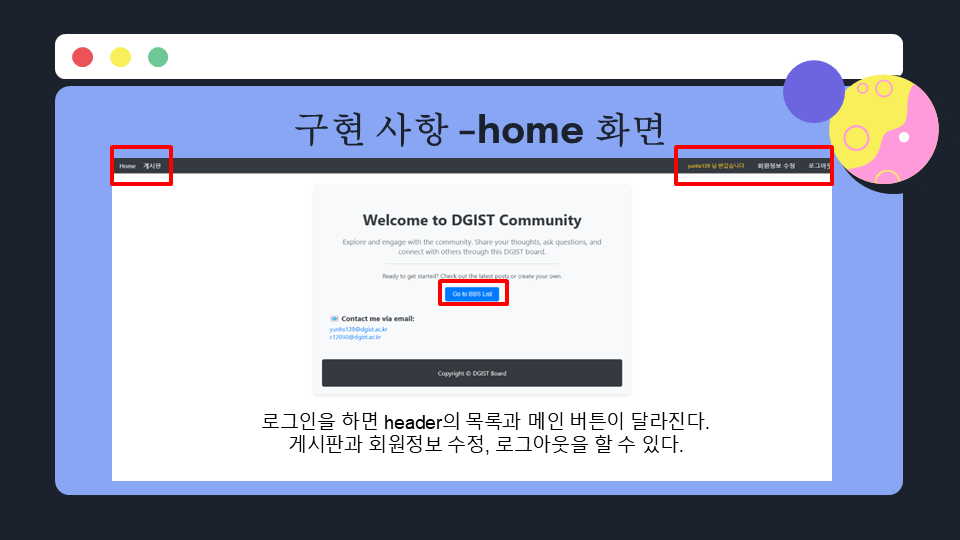 구현 사항 –home 화면
Home 게시판 yunhs139 님 반갑습니다 회원정보 수정 로그아웃
Welcome to DGIST Community
Explore and engage with the community. Share your thoughts, ask questions, and
connect with others through this DGIST board.
Ready to get started? Check out the latest posts or create your own.
Go to BBS List
📧 Contact me via email:
yunhs139@dgist.ac.kr
c12030@dgist.ac.kr
Copyright © DGIST Board
로그인을 하면 header의 목록과 메인 버튼이 달라진다.
게시판과 회원정보 수정, 로그아웃을 할 수 있다.